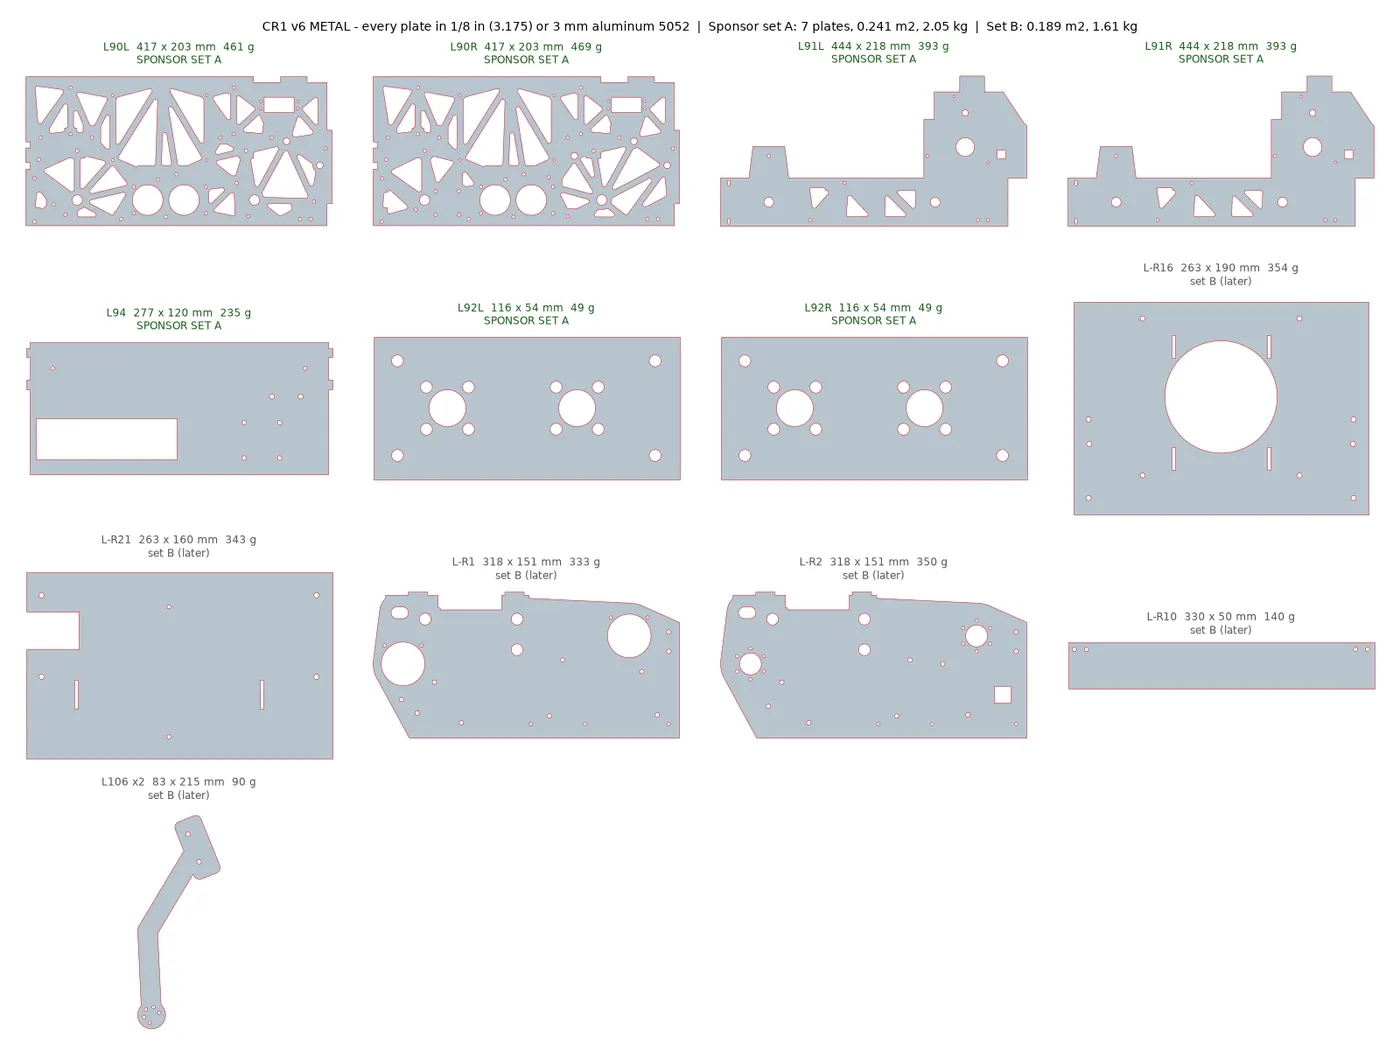 CR1 v6 METAL - every plate in 1/8 in (3.175) or 3 mm aluminum 5052 | Sponsor set A: 7 plates, 0.241 m2, 2.05 kg | Set B: 0.189 m2, 1.61 kg
L90L 417 x 203 mm 461 g
SPONSOR SET A
L90R 417 x 203 mm 469 g
SPONSOR SET A
L91L 444 x 218 mm 393 g
SPONSOR SET A
L91R 444 x 218 mm 393 g
SPONSOR SET A
L94 277 x 120 mm 235 g
SPONSOR SET A
L92L 116 x 54 mm 49 g
SPONSOR SET A
L92R 116 x 54 mm 49 g
SPONSOR SET A
L-R16 263 x 190 mm 354 g
set B (later)
L-R21 263 x 160 mm 343 g
set B (later)
L-R1 318 x 151 mm 333 g
set B (later)
L-R2 318 x 151 mm 350 g
set B (later)
L-R10 330 x 50 mm 140 g
set B (later)
L106 x2 83 x 215 mm 90 g
set B (later)